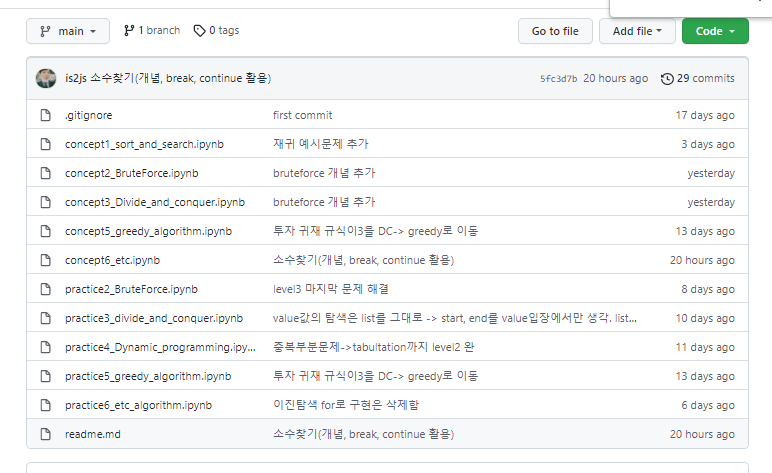 main 1 branch 0 tags Go to file Add file Code
is2js 소수찾기(개념, break, continue 활용) 5fc3d7b 20 hours ago 29 commits
.gitignore first commit 17 days ago
concept1_sort_and_search.ipynb 재귀 예시문제 추가 3 days ago
concept2_BruteForce.ipynb bruteforce 개념 추가 yesterday
concept3_Divide_and_conquer.ipynb bruteforce 개념 추가 yesterday
concept5_greedy_algorithm.ipynb 투자 귀재 규식이3을 DC-> greedy로 이동 13 days ago
concept6_etc.ipynb 소수찾기(개념, break, continue 활용) 20 hours ago
practice2_BruteForce.ipynb level3 마지막 문제 해결 8 days ago
practice3_divide_and_conquer.ipynb value값의 탐색은 list를 그대로 -> start, end를 value입장에서만 생각. list... 10 days ago
practice4_Dynamic_programming.ipy... 중복부분문제->tabultation까지 level2 완 11 days ago
practice5_greedy_algorithm.ipynb 투자 귀재 규식이3을 DC-> greedy로 이동 13 days ago
practice6_etc_algorithm.ipynb 이진탐색 for로 구현은 삭제함 6 days ago
readme.md 소수찾기(개념, break, continue 활용) 20 hours ago